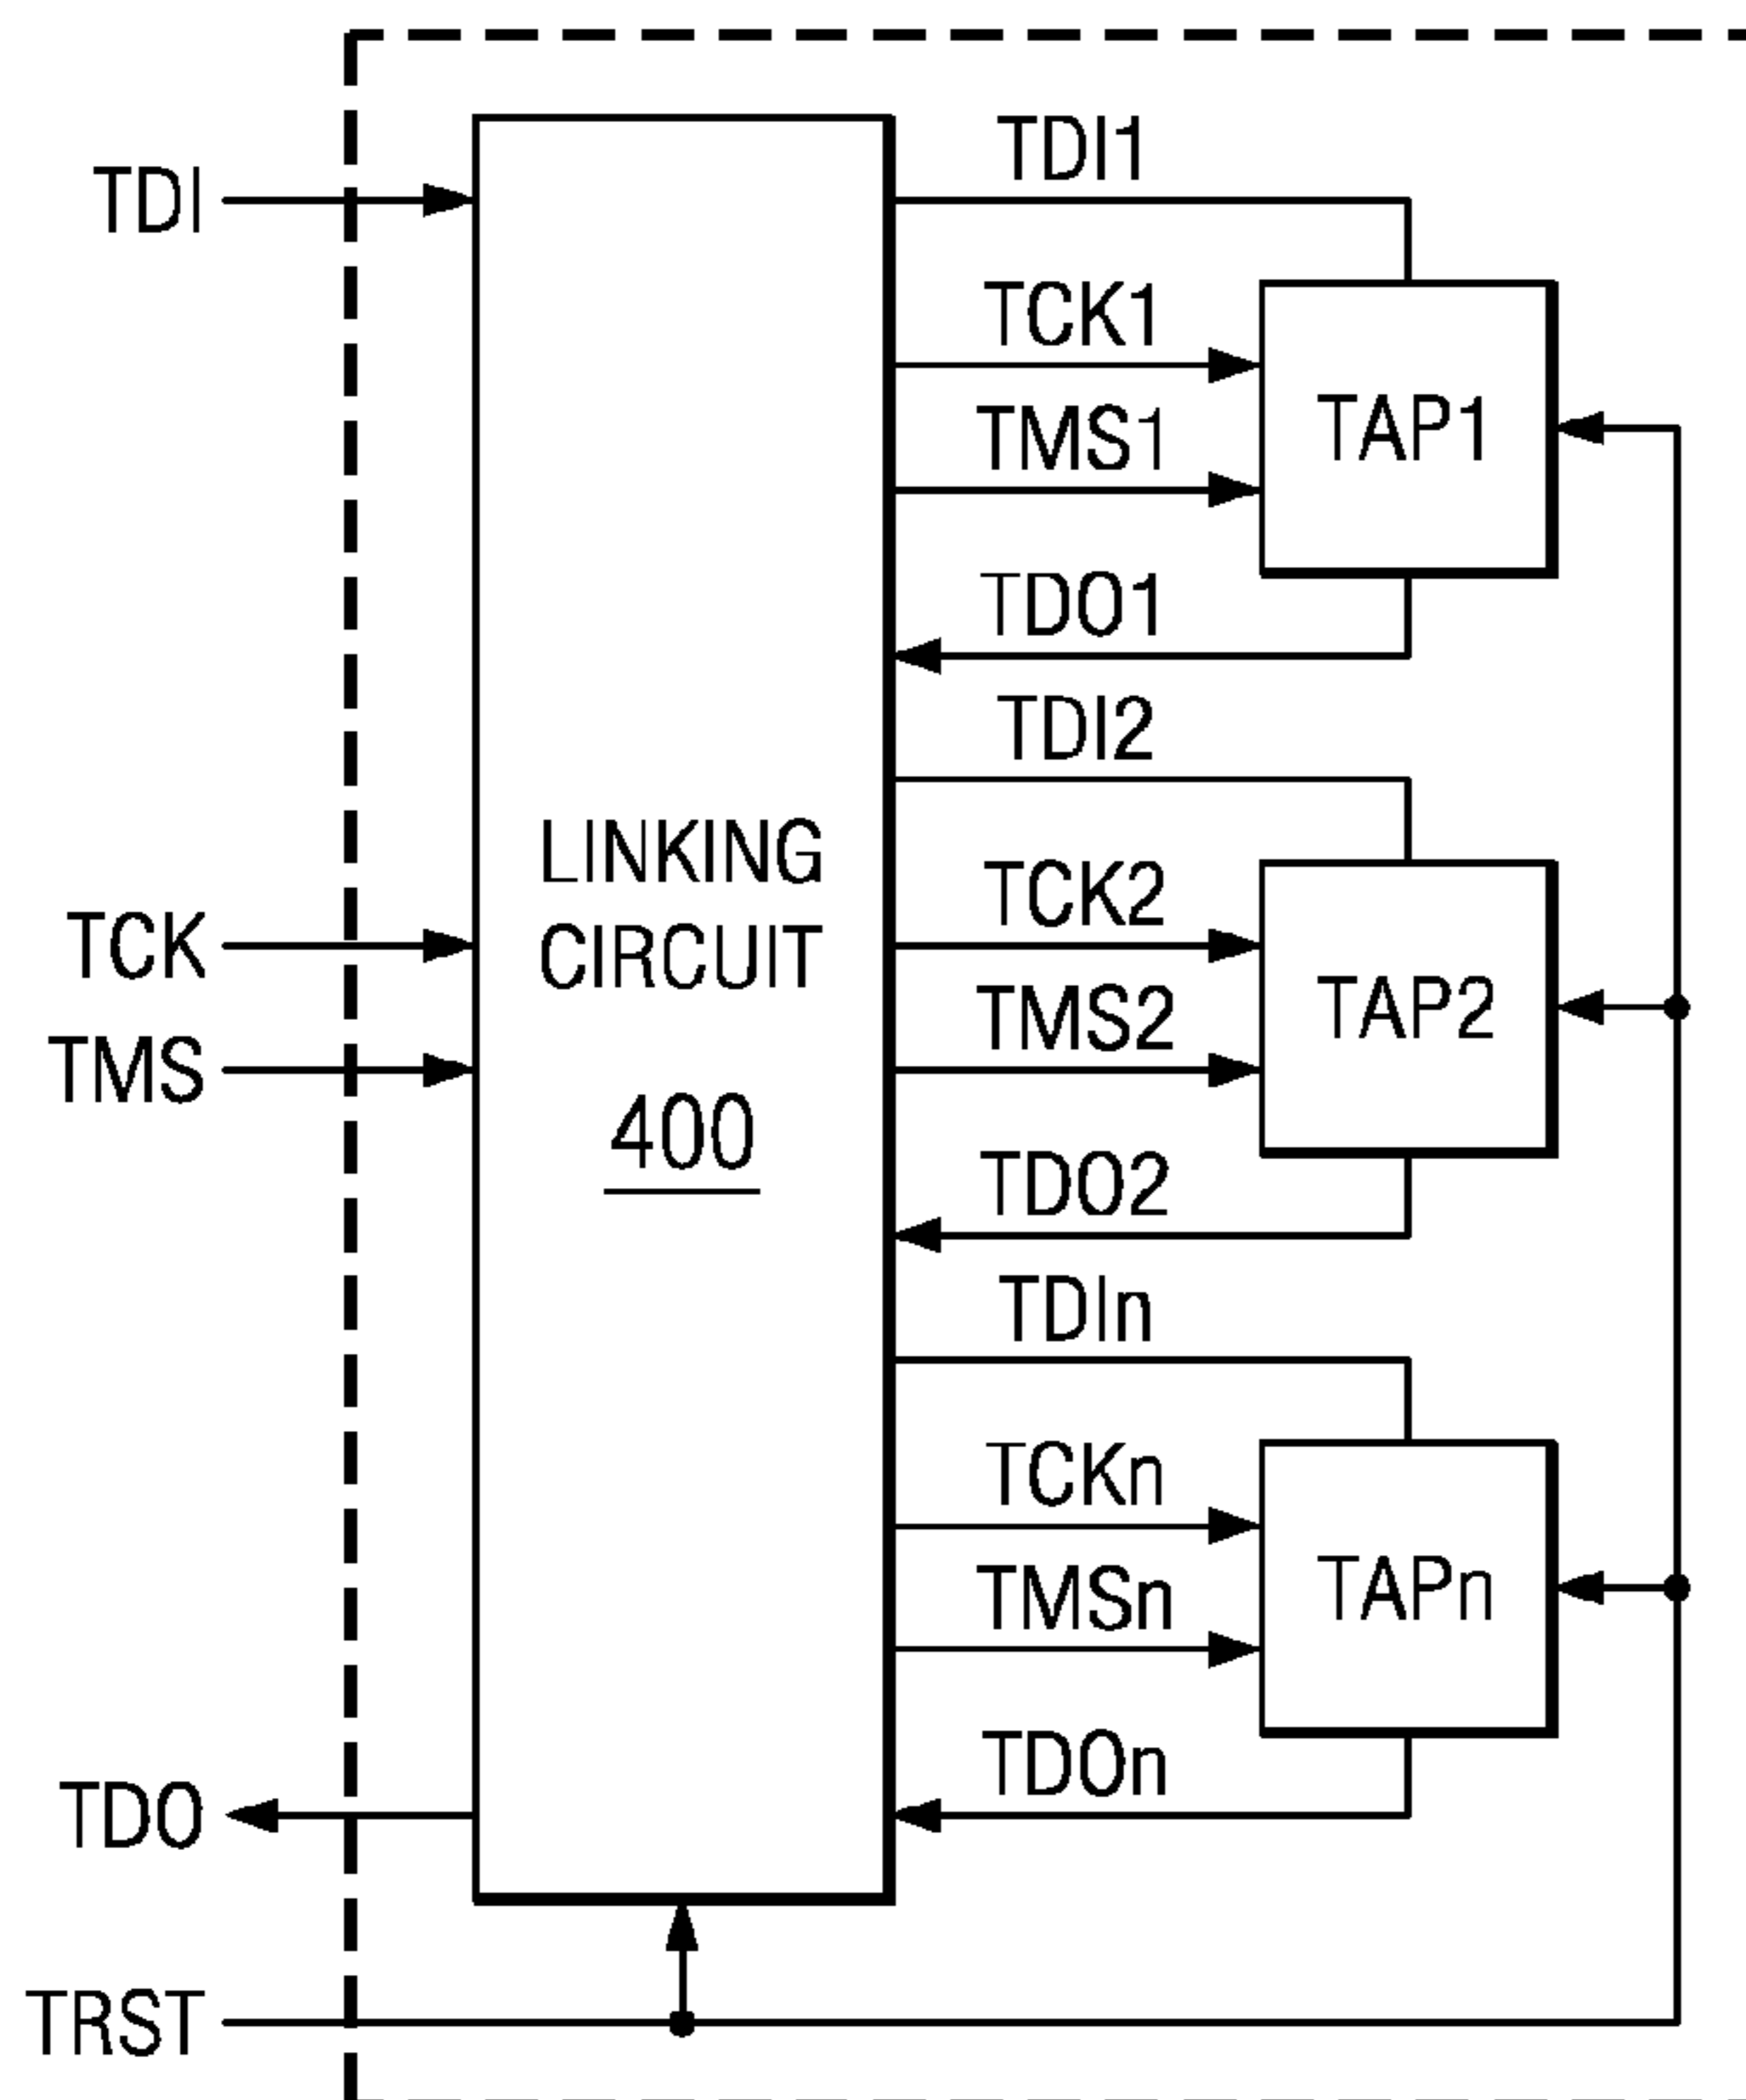 TDI
TCK
TMS
TDO
TRST
LINKING
CIRCUIT
400
TDI1
TCK1
TMS1
TDO1
TAP1
TDI2
TCK2
TMS2
TDO2
TAP2
TDIn
TCKn
TMSn
TDOn
TAPn